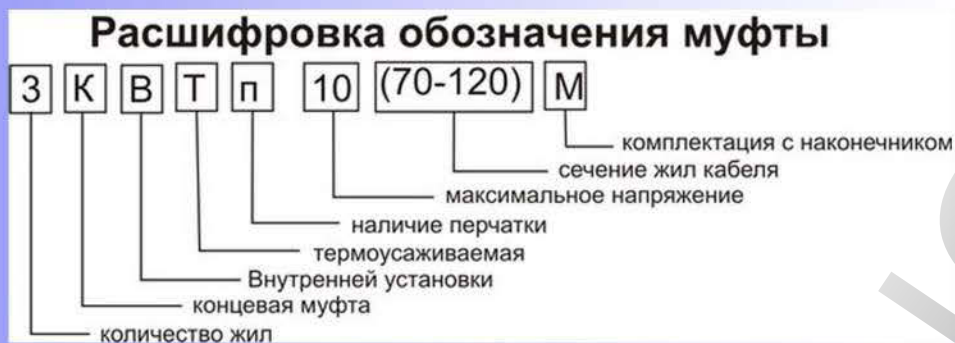 Расшифровка обозначения муфты
3 К В Т п 10 (70-120) М
комплектация с наконечником
сечение жил кабеля
максимальное напряжение
наличие перчатки
термоусаживаемая
Внутренней установки
концевая муфта
количество жил